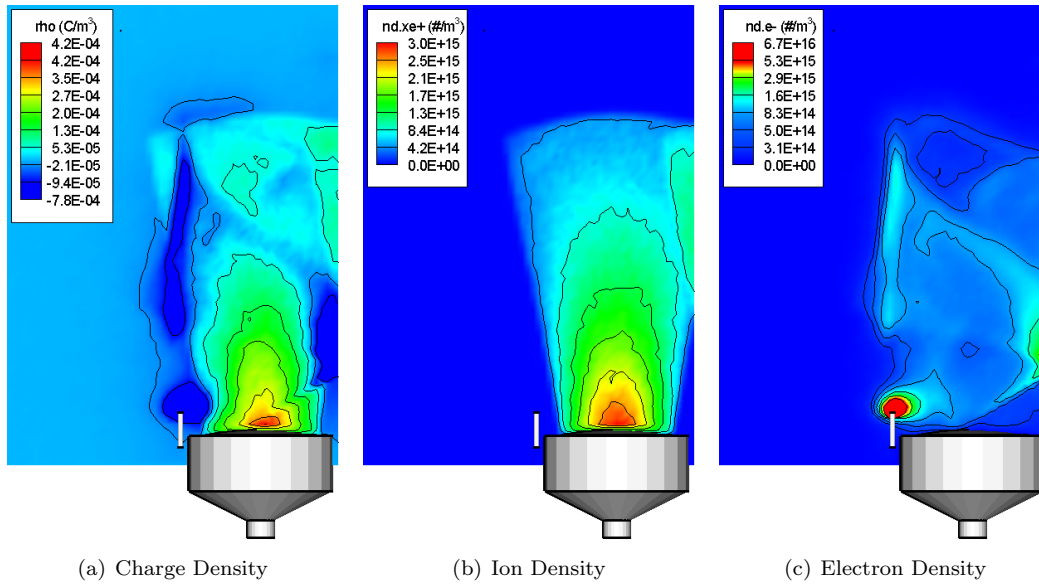 rho (C/m³)
4.2E-04
4.2E-04
3.5E-04
2.7E-04
2.0E-04
1.3E-04
5.3E-05
-2.1E-05
-9.4E-05
-7.8E-04
nd.xe+ (#/m³)
3.0E+15
2.5E+15
2.1E+15
1.7E+15
1.3E+15
8.4E+14
4.2E+14
0.0E+00
nd.e- (#/m³)
6.7E+16
5.3E+15
2.9E+15
1.6E+15
8.3E+14
5.0E+14
3.1E+14
0.0E+00
(a) Charge Density
(b) Ion Density
(c) Electron Density